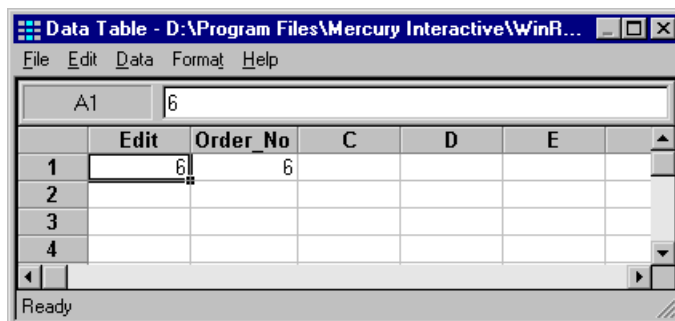 Data Table - D:\Program Files\Mercury Interactive\WinR...
File Edit Data Format Help
A1 6
Edit Order_No C D E
1 6 6
2
3
4
Ready